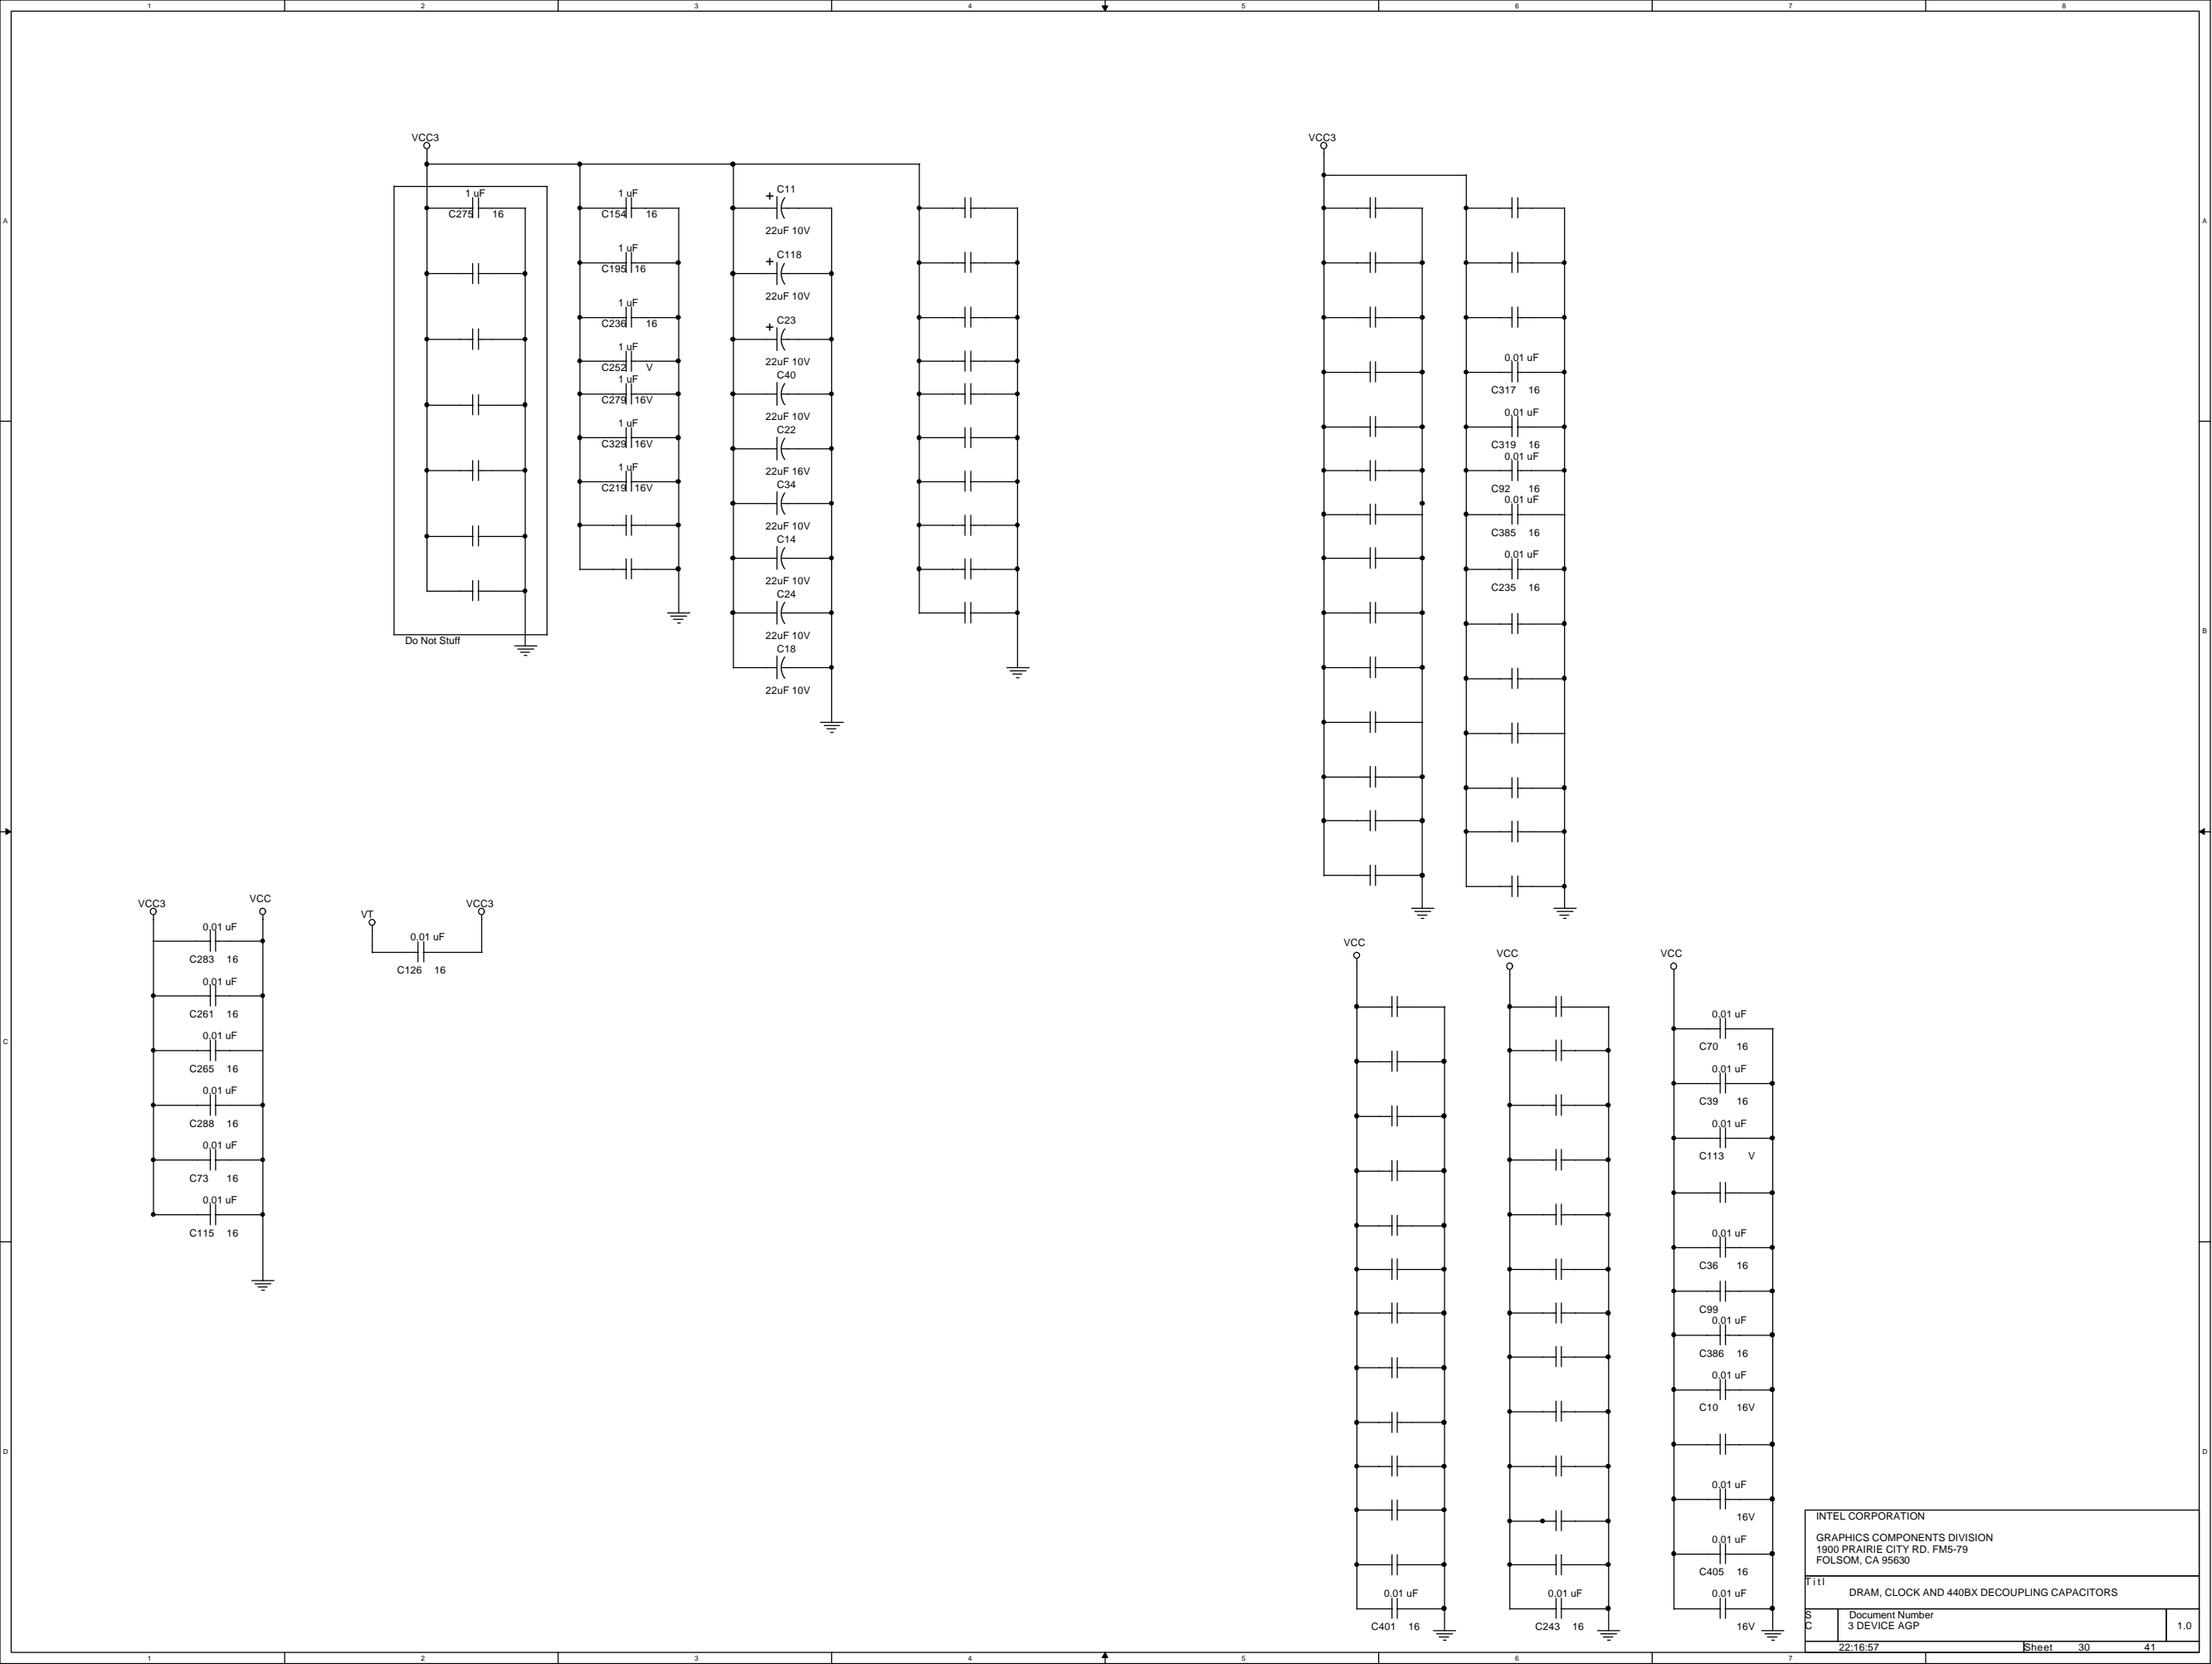 1 2 3 4 5 6 7 8
A A
B
C
D D
VCC3
1 uF
C275 16
Do Not Stuff
1 uF
C154 16
1 uF
C195 16
1 uF
C236 16
1 uF
C252 V
1 uF
C279 16V
1 uF
C329 16V
1 uF
C219 16V
+ C11
22uF 10V
+ C118
22uF 10V
+ C23
22uF 10V
C40
22uF 10V
C22
22uF 16V
C34
22uF 10V
C14
22uF 10V
C24
22uF 10V
C18
22uF 10V
VCC3
0.01 uF
C317 16
0.01 uF
C319 16
0.01 uF
C92 16
0.01 uF
C385 16
0.01 uF
C235 16
VCC3 VCC
0.01 uF
C283 16
0.01 uF
C261 16
0.01 uF
C265 16
0.01 uF
C288 16
0.01 uF
C73 16
0.01 uF
C115 16
VT VCC3
0.01 uF
C126 16
VCC
0.01 uF
C401 16
VCC
0.01 uF
C243 16
VCC
0.01 uF
C70 16
0.01 uF
C39 16
0.01 uF
C113 V
0.01 uF
C36 16
C99
0.01 uF
C386 16
0.01 uF
C10 16V
0.01 uF
16V
0.01 uF
C405 16
0.01 uF
16V
INTEL CORPORATION
GRAPHICS COMPONENTS DIVISION
1900 PRAIRIE CITY RD. FM5-79
FOLSOM, CA 95630
Titl
DRAM, CLOCK AND 440BX DECOUPLING CAPACITORS
S Document Number
C 3 DEVICE AGP 1.0
22:16:57 Sheet 30 41
1 2 3 4 5 6 7